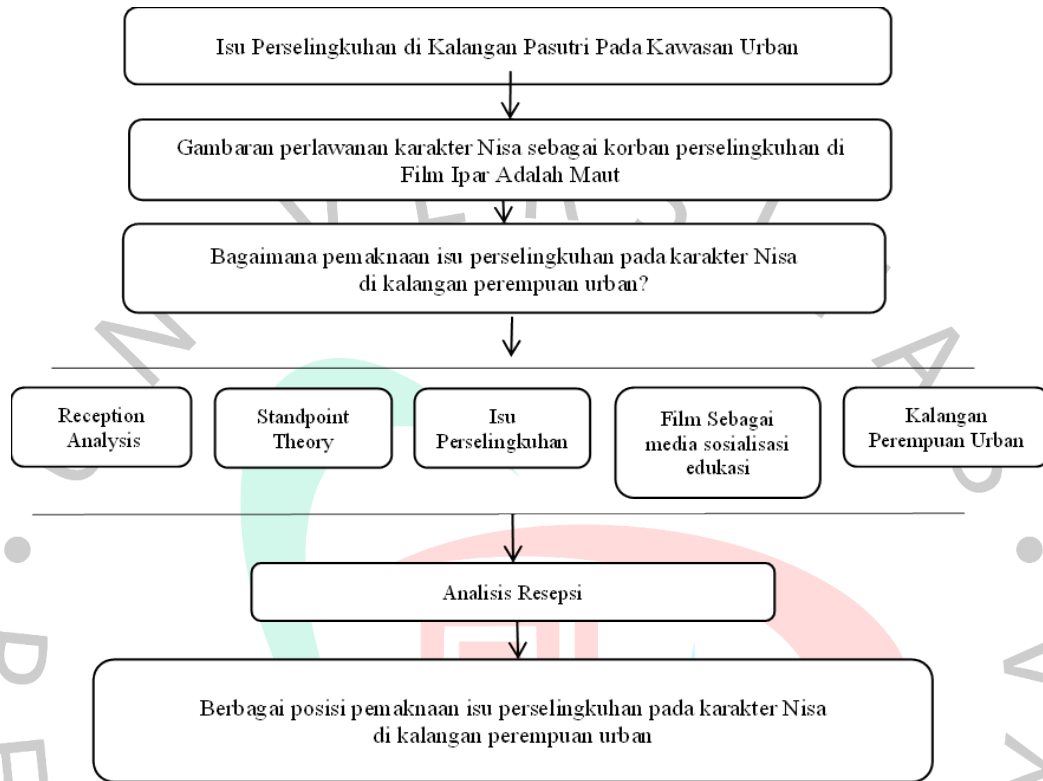 Isu Perselingkuhan di Kalangan Pasutri Pada Kawasan Urban
Gambaran perlawanan karakter Nisa sebagai korban perselingkuhan di
Film Ipar Adalah Maut
Bagaimana pemaknaan isu perselingkuhan pada karakter Nisa
di kalangan perempuan urban?
Reception
Analysis
Standpoint
Theory
Isu
Perselingkuhan
Film Sebagai
media sosialisasi
edukasi
Kalangan
Perempuan Urban
Analisis Resepsi
Berbagai posisi pemaknaan isu perselingkuhan pada karakter Nisa
di kalangan perempuan urban